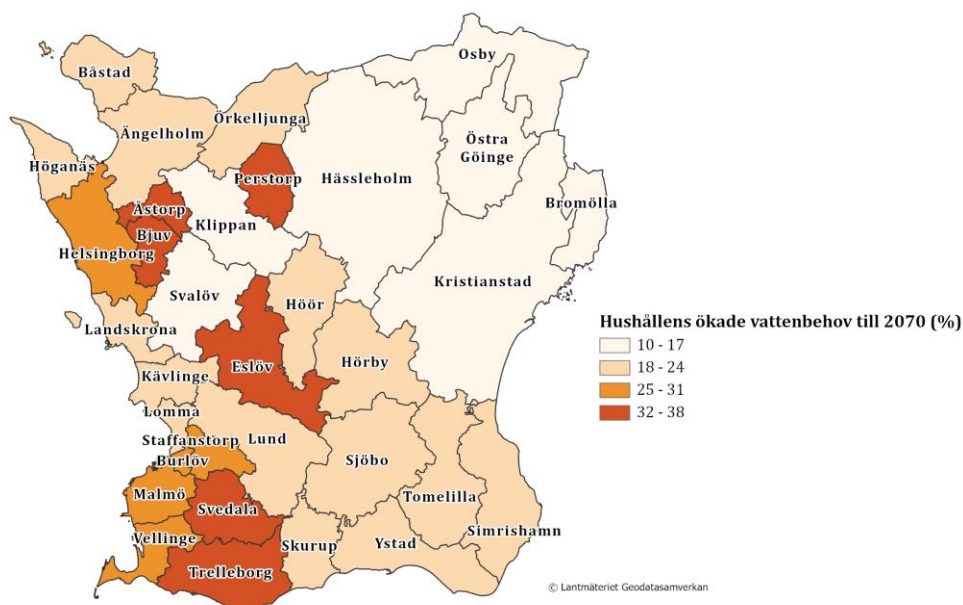 Osby
Båstad
Örkelljunga
Ängelholm
Östra
Göinge
Höganäs
Perstorp
Hässleholm
Bromölla
Åstorp
Klippan
Bjuv
Helsingborg
Kristianstad
Svalöv
Höör
Landskrona
Hörby
Eslöv
Kävlinge
Lomma
Lund
Staffanstorp
Burlöv
Sjöbo
Malmö
Tomelilla
Svedala
Simrishamn
Vellinge
Skurup
Ystad
Trelleborg
Hushållens ökade vattenbehov till 2070 (%)
10 - 17
18 - 24
25 - 31
32 - 38
© Lantmäteriet Geodatasamverkan